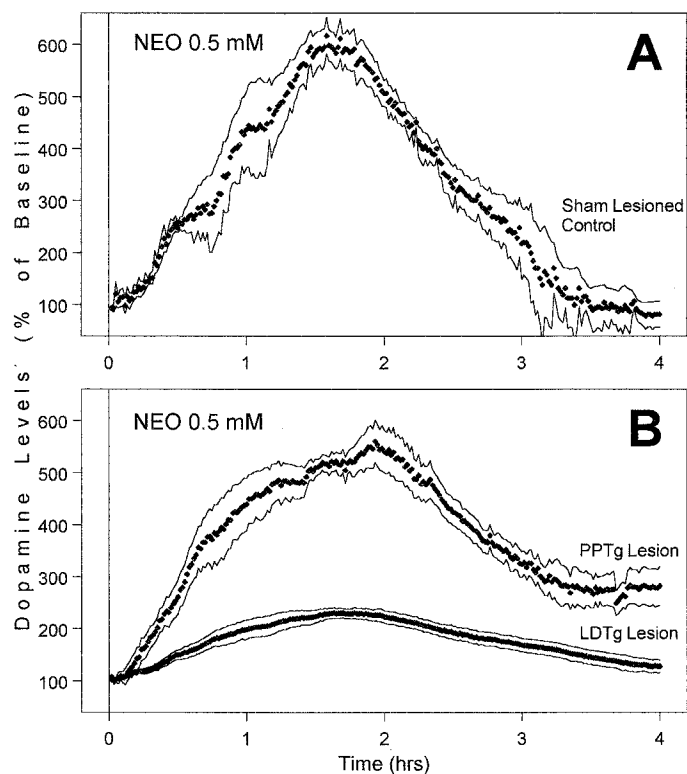 NEO 0.5 mM
A
600
500
400
300
200
100
Sham Lesioned
Control
0
1
2
3
4
NEO 0.5 mM
B
600
500
400
300
200
100
PPTg Lesion
LDTg Lesion
0
1
2
3
4
Time (hrs)
Dopamine Levels (% of Baseline)